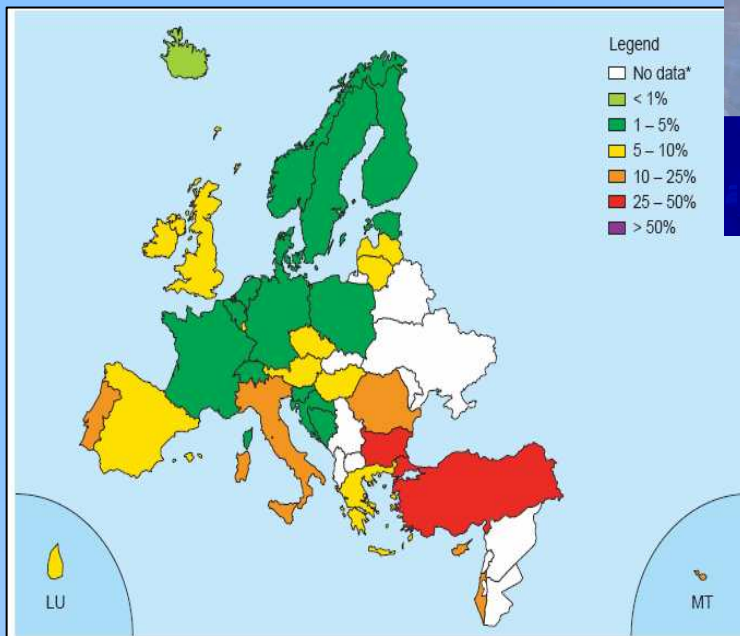 Legend
No data*
< 1%
1 – 5%
5 – 10%
10 – 25%
25 – 50%
> 50%
LU
MT